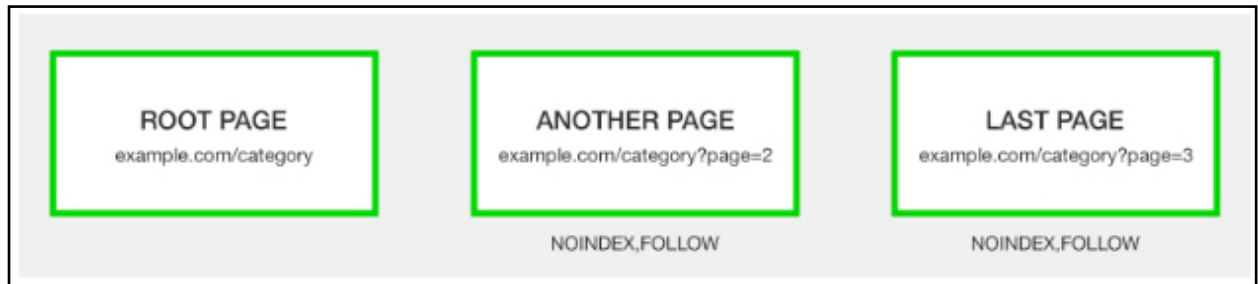 ROOT PAGE
example.com/category
ANOTHER PAGE
example.com/category?page=2
NOINDEX,FOLLOW
LAST PAGE
example.com/category?page=3
NOINDEX,FOLLOW